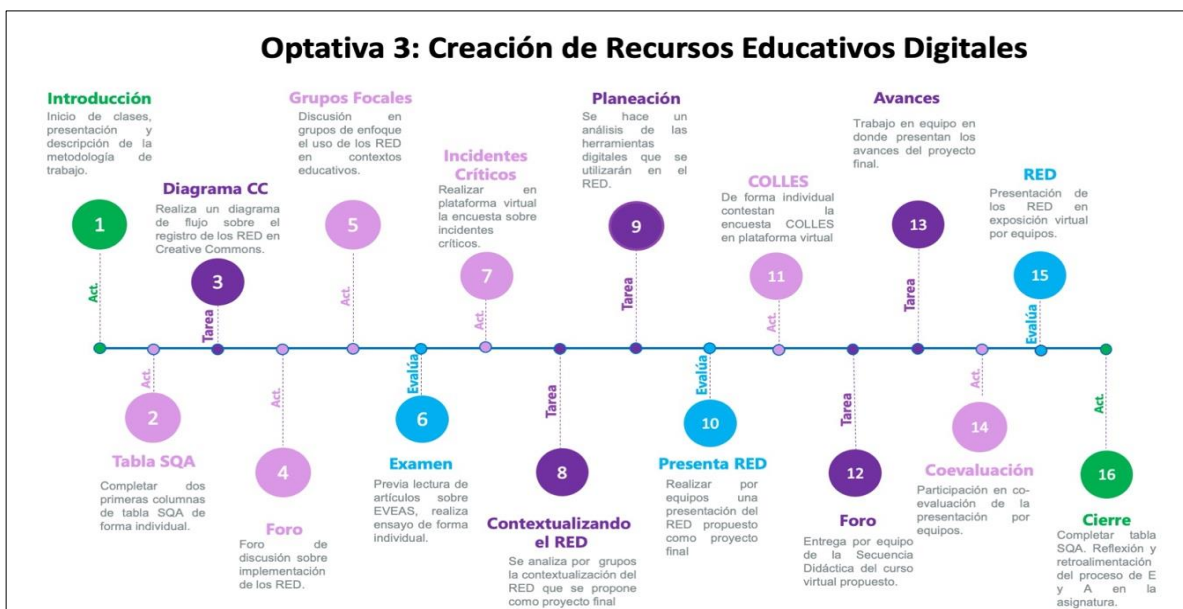 Optativa 3: Creación de Recursos Educativos Digitales
Introducción
Inicio de clases,
presentación y
descripción de la
metodología de
trabajo.
1
Act.
Act.
2
Tabla SQA
Completar dos
primeras columnas
de tabla SQA de
forma individual.
Diagrama CC
Realiza un diagrama
de flujo sobre el
registro de los RED en
Creative Commons.
3
Tarea
Act.
4
Foro
Foro de
discusión sobre
implementación
de los RED.
Grupos Focales
Discusión en
grupos de enfoque
el uso de los RED
en contextos
educativos.
5
Act.
Evalúa
6
Examen
Previa lectura de
artículos sobre
EVEAS, realiza
ensayo de forma
individual.
Incidentes
Críticos
Realizar en
plataforma virtual
la encuesta sobre
incidentes
críticos.
7
Act.
Tarea
8
Contextualizando
el RED
Se analiza por grupos
la contextualización del
RED que se propone
como proyecto final
Planeación
Se hace un
análisis de las
herramientas
digitales que se
utilizarán en el
RED.
9
Tarea
Evalúa
10
Presenta RED
Realizar por
equipos una
presentación del
RED propuesto
como proyecto
final
COLLES
De forma individual
contestan la
encuesta COLLES
en plataforma virtual
11
Act.
Tarea
12
Foro
Entrega por equipo
de la Secuencia
Didáctica del curso
virtual propuesto.
Avances
Trabajo en equipo en
donde presentan los
avances del proyecto
final.
13
Tarea
Act.
14
Coevaluación
Participación en co-
evaluación de la
presentación por
equipos.
RED
Presentación de
los RED en
exposición virtual
por equipos.
15
Evalúa
Act.
16
Cierre
Completar tabla
SQA. Reflexión y
retroalimentación
del proceso de E
y A en la
asignatura.